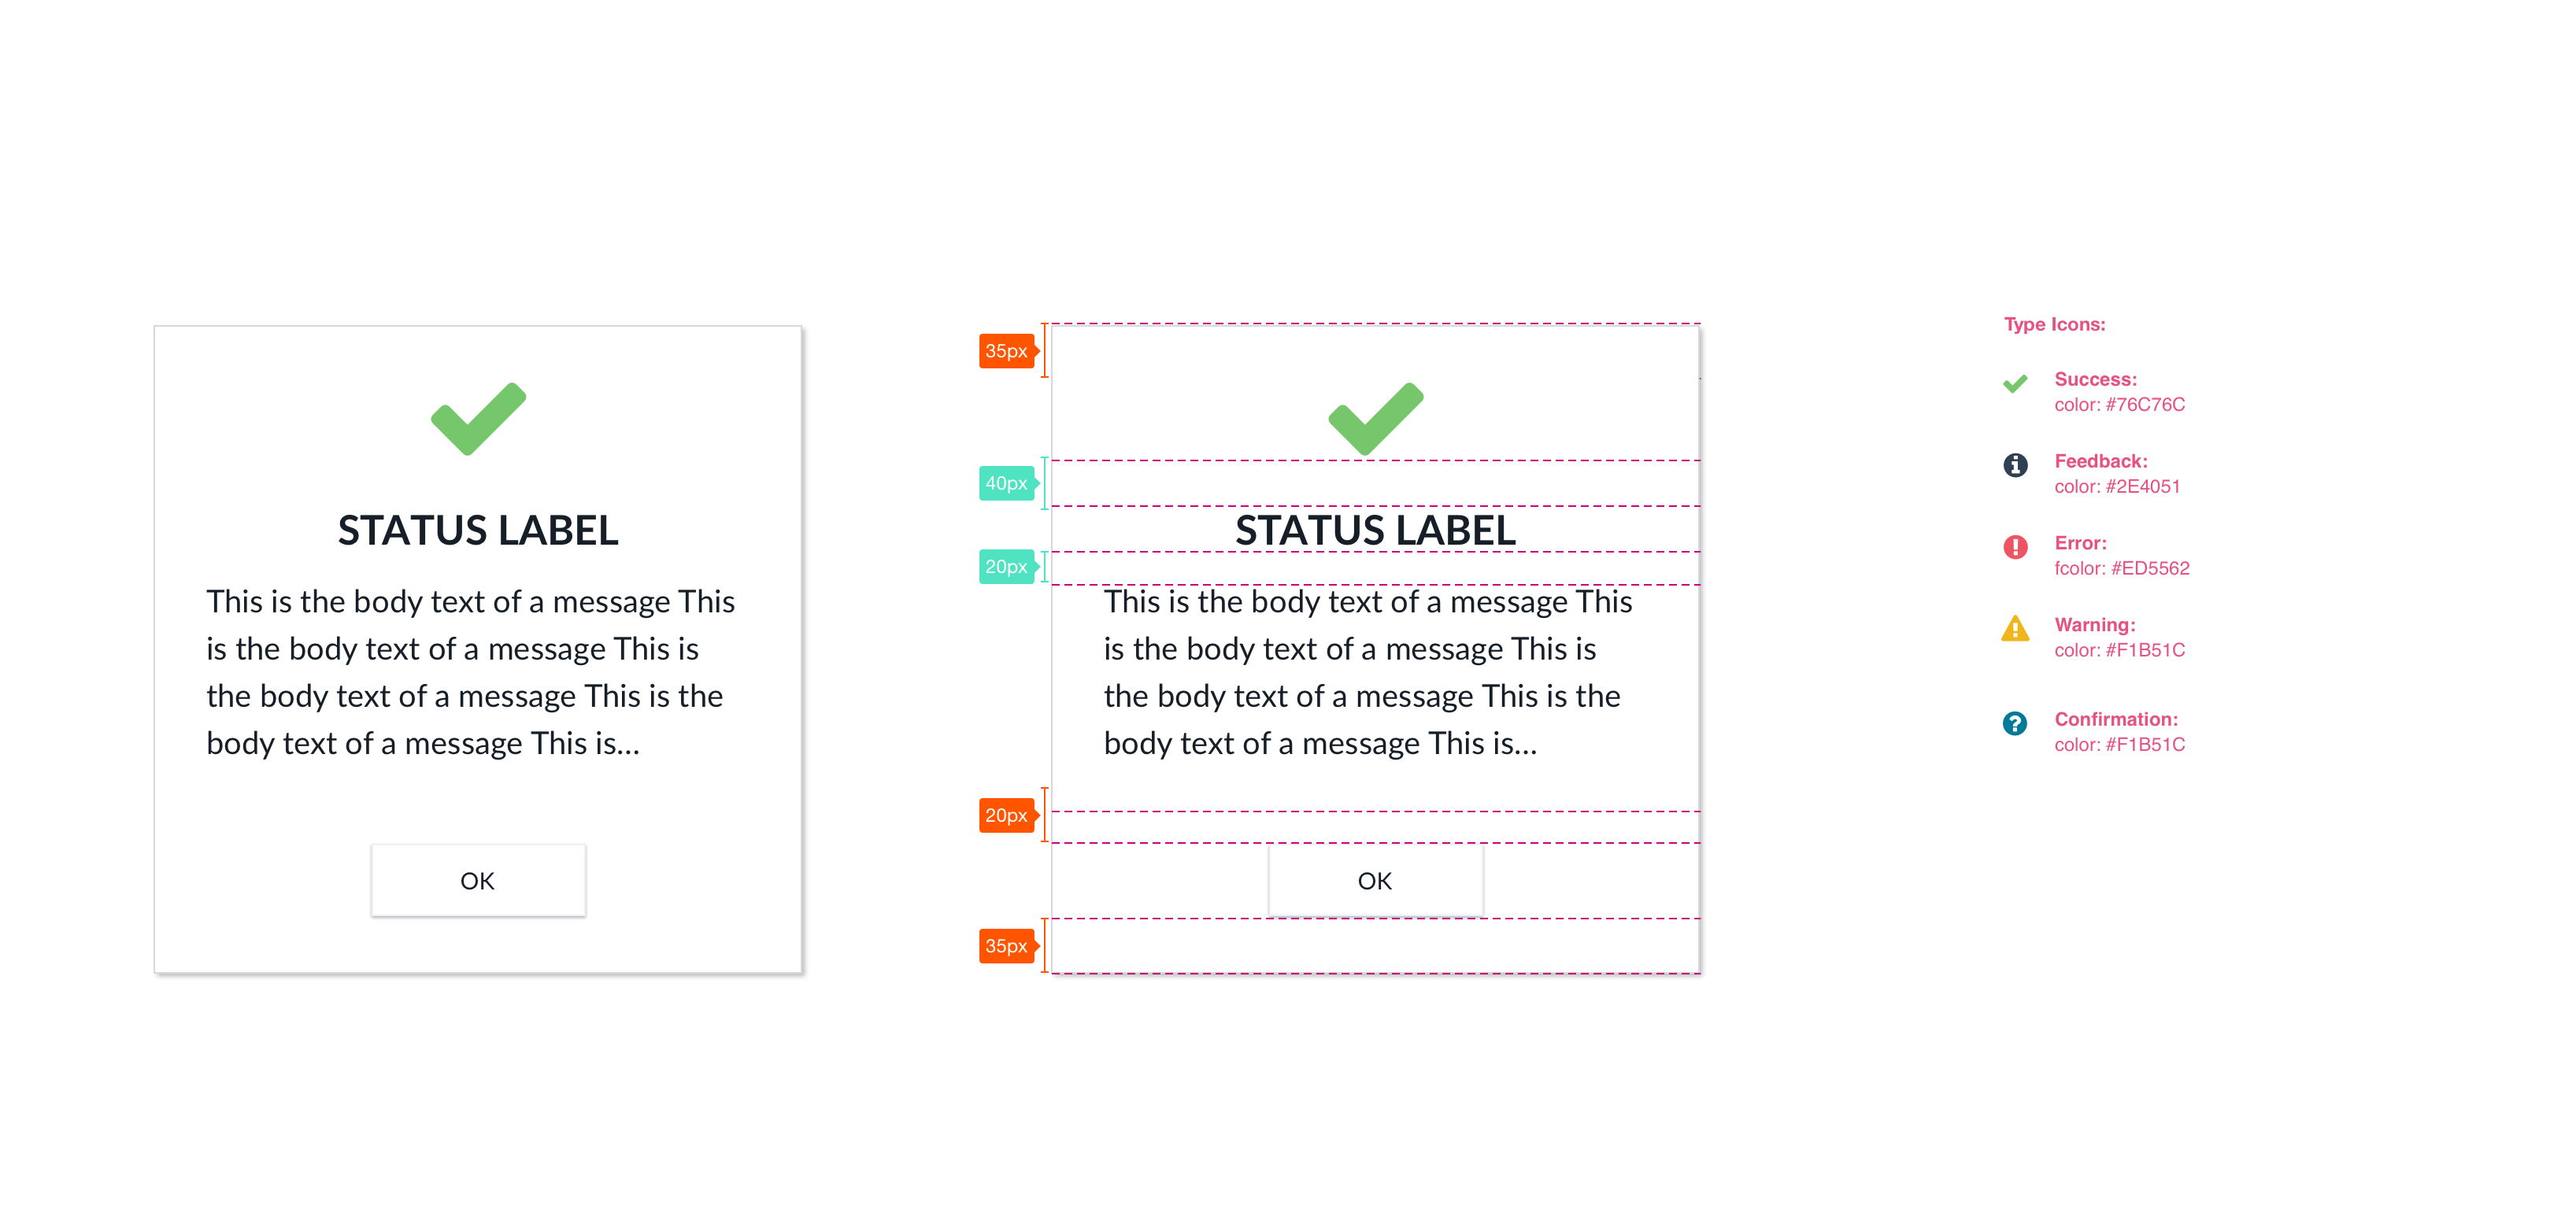 STATUS LABEL
This is the body text of a message This
is the body text of a message This is
the body text of a message This is the
body text of a message This is...
OK
35px
40px
STATUS LABEL
20px
This is the body text of a message This
is the body text of a message This is
the body text of a message This is the
body text of a message This is...
20px
OK
35px
Type Icons:
Success:
color: #76C76C
Feedback:
color: #2E4051
Error:
fcolor: #ED5562
Warning:
color: #F1B51C
Confirmation:
color: #F1B51C